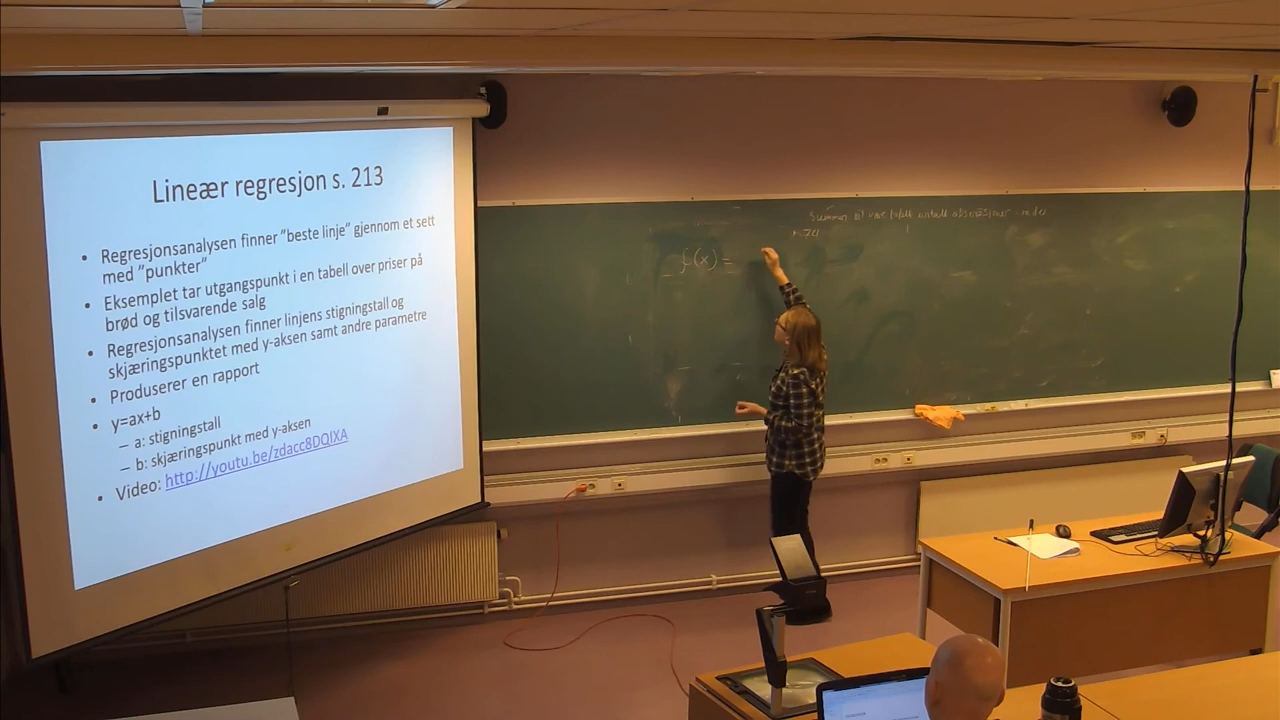 Lineær regresjon s. 213
• Regresjonsanalysen finner "beste linje" gjennom et sett
med "punkter"
• Eksemplet tar utgangspunkt i en tabell over priser på
brød og tilsvarende salg
• Regresjonsanalysen finner linjens stigningstall og
skjæringspunktet med y-aksen samt andre parametre
• Produserer en rapport
• y=ax+b
– a: stigningstall
– b: skjæringspunkt med y-aksen
• Video: http://youtu.be/zdacc8DQIXA
f(x) =